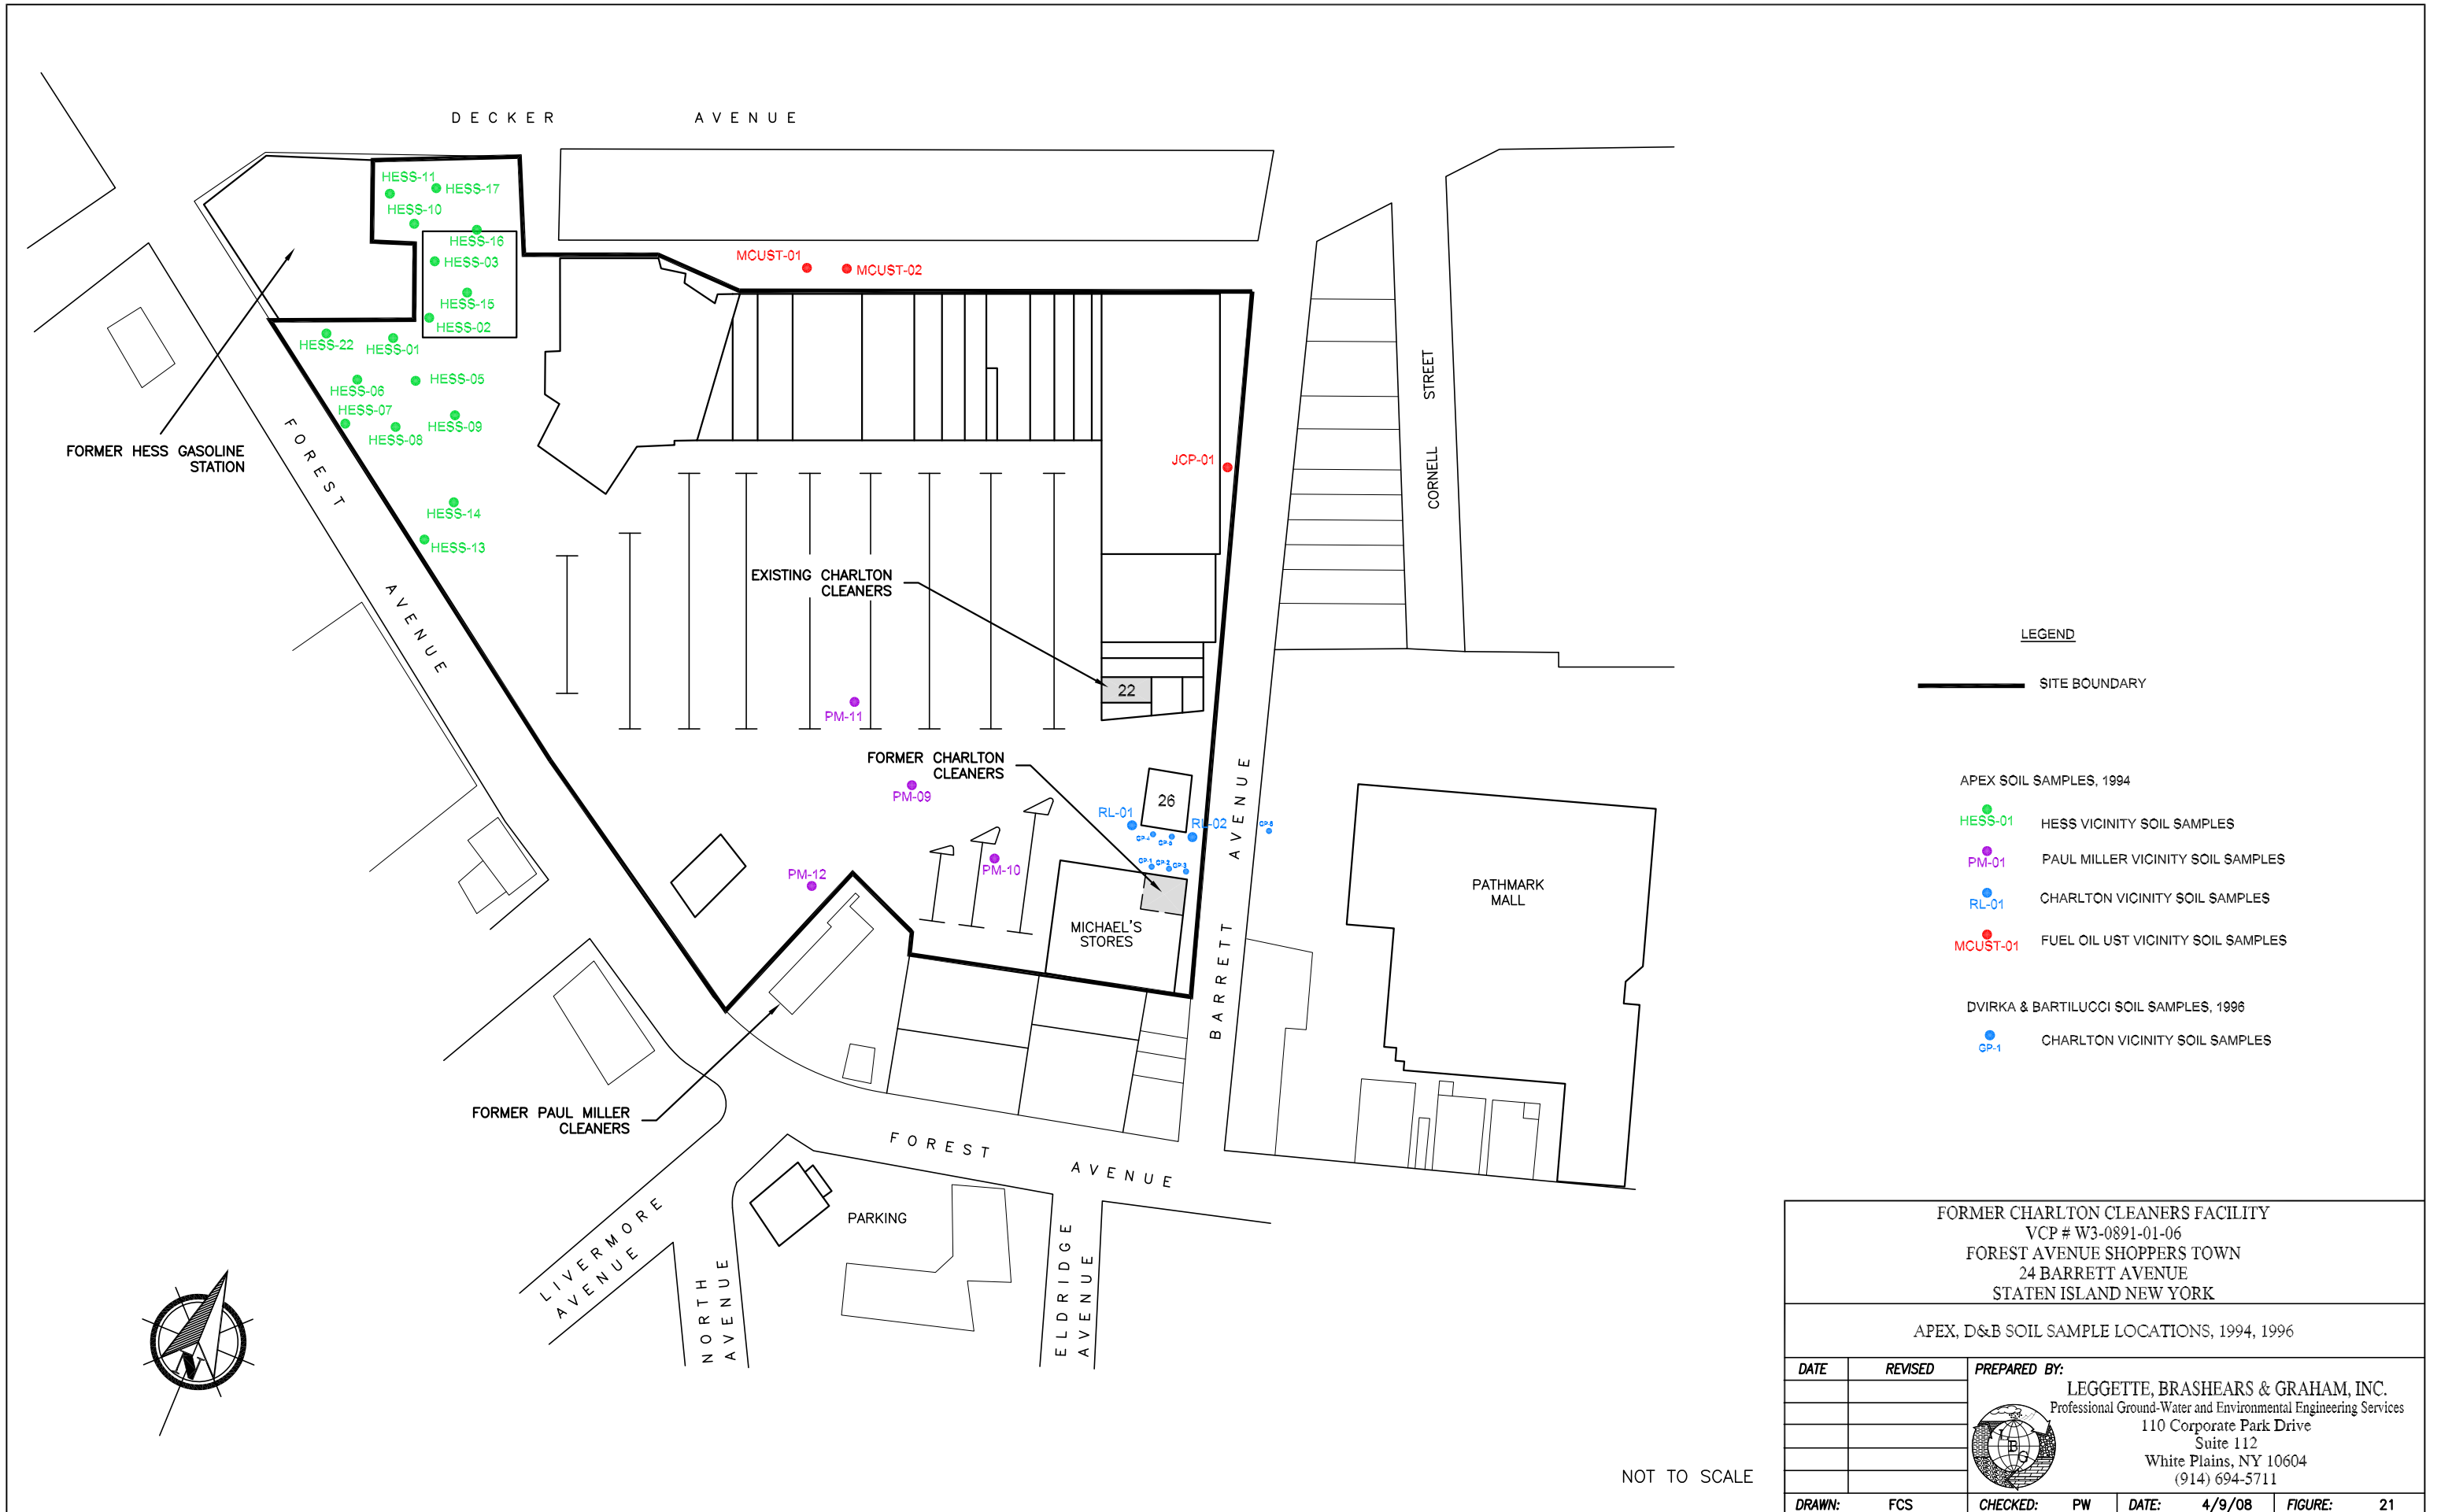 DECKER AVENUE
HESS-11
HESS-17
HESS-10
HESS-16
HESS-03
HESS-15
HESS-02
HESS-22
HESS-01
HESS-06
HESS-05
HESS-07
HESS-08
HESS-09
HESS-14
HESS-13
MCUST-01
MCUST-02
JCP-01
FORMER HESS GASOLINE
STATION
FOREST AVENUE
CORNELL STREET
EXISTING CHARLTON
CLEANERS
22
PM-11
FORMER CHARLTON
CLEANERS
PM-09
26
RL-01
RL-02
GP-1
GP-2
GP-3
PM-10
PM-12
MICHAEL'S
STORES
BARRETT AVENUE
PATHMARK
MALL
FORMER PAUL MILLER
CLEANERS
FOREST AVENUE
LIVERMORE
AVENUE
NORTH
AVENUE
PARKING
ELDRIDGE
AVENUE
N
LEGEND
SITE BOUNDARY
APEX SOIL SAMPLES, 1994
HESS-01 HESS VICINITY SOIL SAMPLES
PM-01 PAUL MILLER VICINITY SOIL SAMPLES
RL-01 CHARLTON VICINITY SOIL SAMPLES
MCUST-01 FUEL OIL UST VICINITY SOIL SAMPLES
DVIRKA & BARTILUCCI SOIL SAMPLES, 1996
GP-1 CHARLTON VICINITY SOIL SAMPLES
NOT TO SCALE
FORMER CHARLTON CLEANERS FACILITY
VCP # W3-0891-01-06
FOREST AVENUE SHOPPERS TOWN
24 BARRETT AVENUE
STATEN ISLAND NEW YORK
APEX, D&B SOIL SAMPLE LOCATIONS, 1994, 1996
DATE REVISED PREPARED BY:
LEGGETTE, BRASHEARS & GRAHAM, INC.
Professional Ground-Water and Environmental Engineering Services
110 Corporate Park Drive
Suite 112
White Plains, NY 10604
(914) 694-5711
L B G
DRAWN: FCS CHECKED: PW DATE: 4/9/08 FIGURE: 21